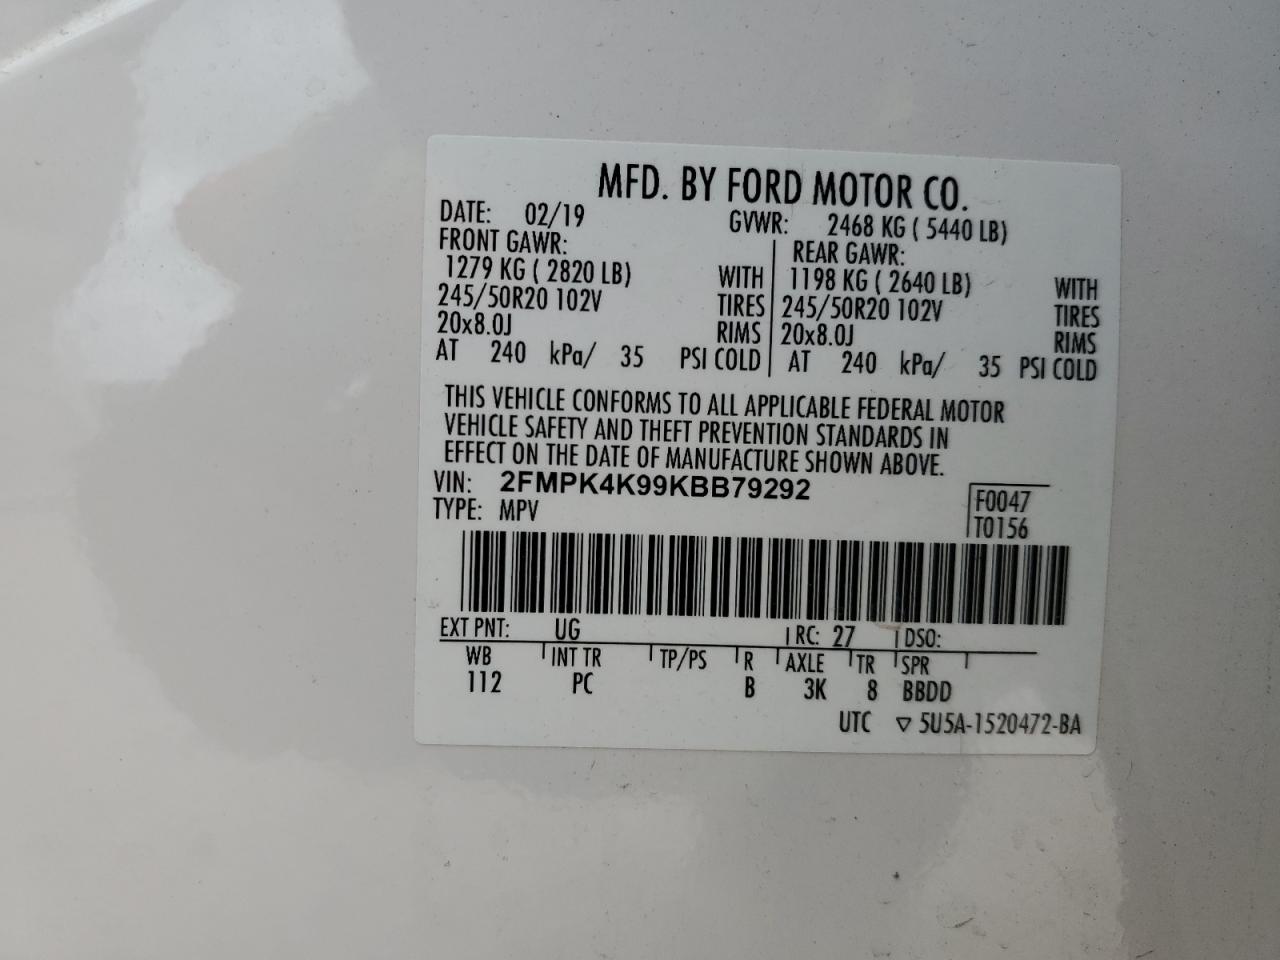 MFD. BY FORD MOTOR CO.
DATE: 02/19 GVWR: 2468 KG ( 5440 LB)
FRONT GAWR: REAR GAWR:
1279 KG ( 2820 LB) WITH 1198 KG ( 2640 LB) WITH
245/50R20 102V TIRES 245/50R20 102V TIRES
20x8.0J RIMS 20x8.0J RIMS
AT 240 kPa/ 35 PSI COLD AT 240 kPa/ 35 PSI COLD
THIS VEHICLE CONFORMS TO ALL APPLICABLE FEDERAL MOTOR
VEHICLE SAFETY AND THEFT PREVENTION STANDARDS IN
EFFECT ON THE DATE OF MANUFACTURE SHOWN ABOVE.
VIN: 2FMPK4K99KBB79292 F0047
TYPE: MPV T0156
EXT PNT: UG RC: 27 DSO:
WB INT TR TP/PS R AXLE TR SPR
112 PC B 3K 8 BBDD
UTC ▽ 5U5A-1520472-BA